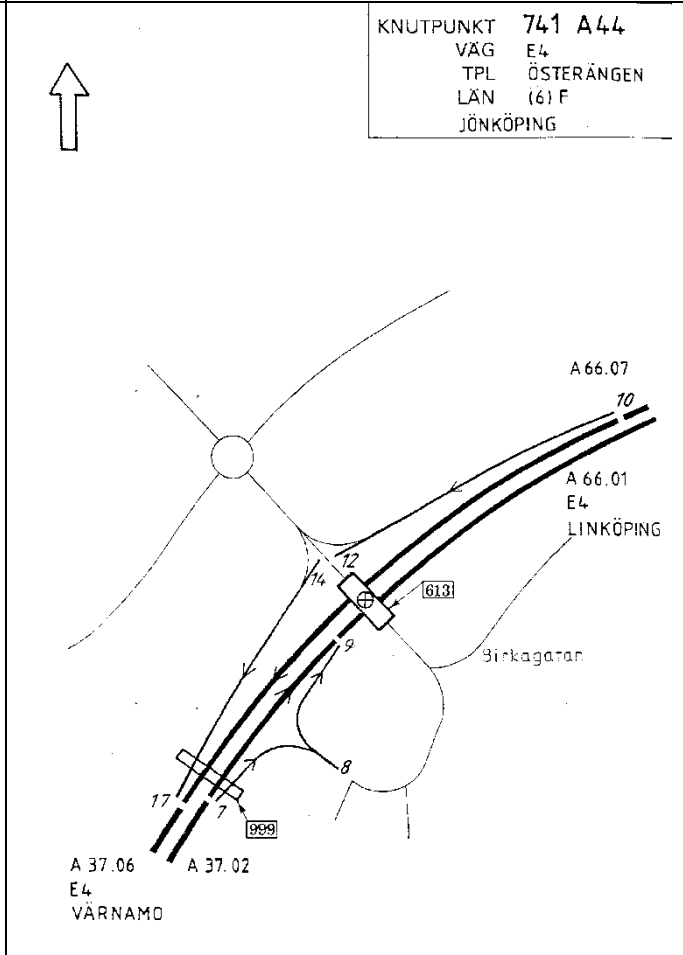 KNUTPUNKT 741 A44
VÄG E4
TPL ÖSTERÄNGEN
LÄN (6) F
JÖNKÖPING
A 66.07
10
A 66.01
E4
LINKÖPING
12
14
613
9
Birkagatan
8
17
7
999
A 37.06
A 37.02
E4
VÄRNAMO